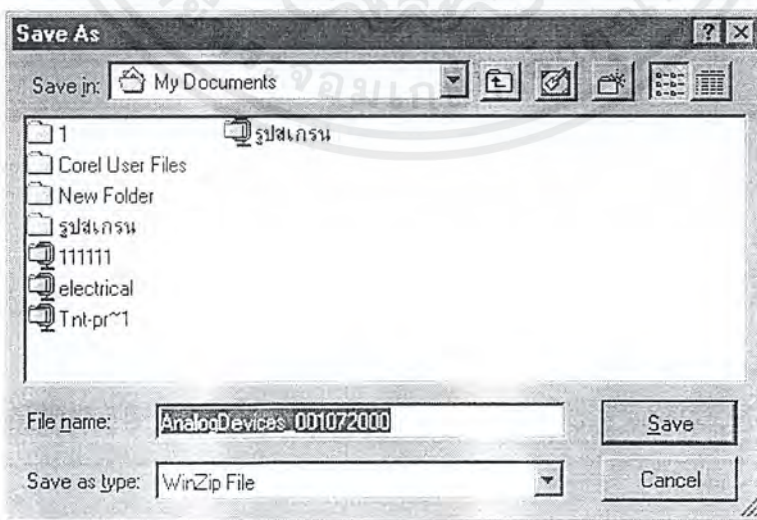 Save As
Save in: My Documents
1
Corel User Files
New Folder
รูปสแกรน
111111
electrical
Tnt-pr~1
รูปสแกรน
File name: AnalogDevices_001072000 Save
Save as type: WinZip File Cancel